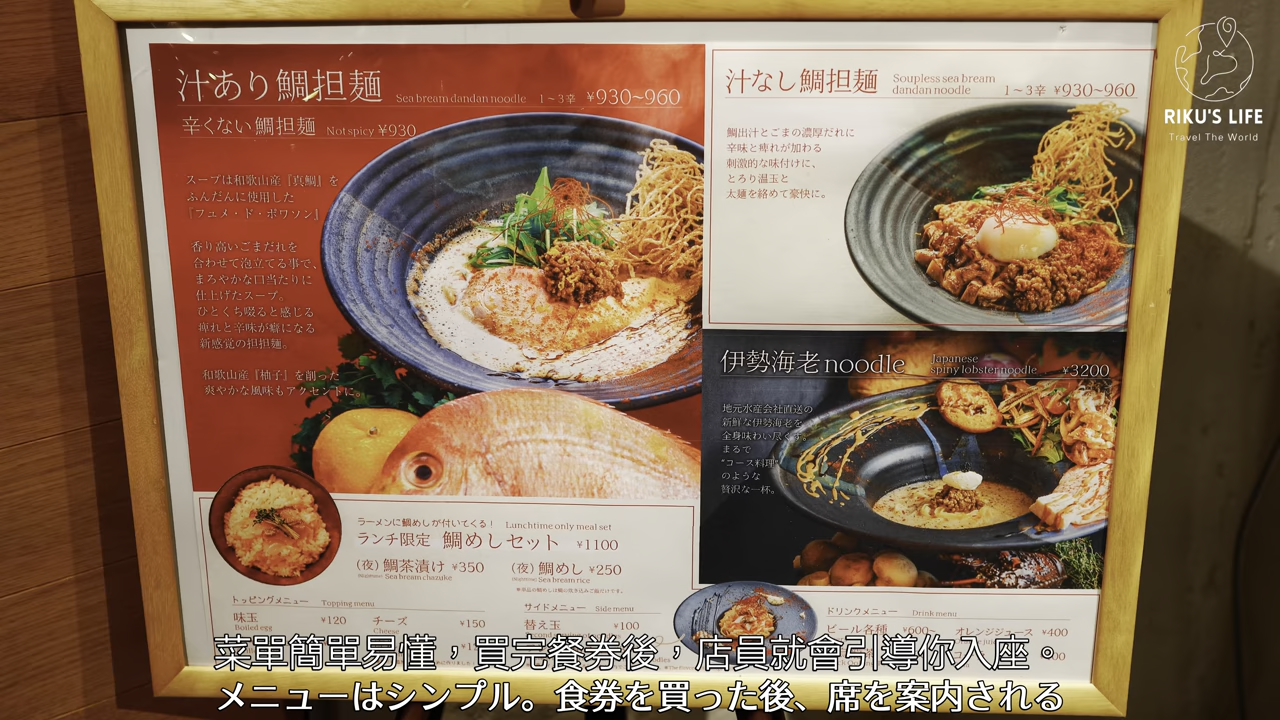 汁あり鯛担麺 Sea bream dandan noodle 1~3辛 ¥930~960
辛くない鯛担麺 Not spicy ¥930
スープは和歌山産『真鯛』を
ふんだんに使用した
『フュメ・ド・ポワソン』
香り高いごまだれを
合わせて泡立てる事で、
まろやかな口当たりに
仕上げたスープ。
ひとくち啜ると感じる
痺れと辛味が癖になる
新感覚の担担麺。
和歌山産『柚子』を削った
爽やかな風味もアクセントに。
汁なし鯛担麺 Soupless sea bream
dandan noodle 1~3辛 ¥930~960
鯛出汁とごまの濃厚だれに
辛味と痺れが加わる
刺激的な味付けに、
とろり温玉と
太麺を絡めて豪快に。
伊勢海老noodle Japanese
spiny lobster noodle ¥3200
地元水産会社直送の
新鮮な伊勢海老を
全身味わい尽くす。
まるで
"コース料理"
のような
贅沢な一杯。
ラーメンに鯛めしが付いてくる! Lunchtime only meal set
ランチ限定 鯛めしセット ¥1100
(夜)鯛茶漬け ¥350
Sea bream chazuke
(夜)鯛めし ¥250
Sea bream rice
トッピングメニュー Topping menu
味玉 ¥120
Boiled egg
チーズ ¥150
Cheese
サイドメニュー Side menu
替え玉 ¥100
ドリンクメニュー Drink menu
ビール各種 ¥600~
オレンジジュース ¥400
RIKU'S LIFE
Travel The World
菜單簡單易懂，買完餐券後，店員就會引導你入座。
メニューはシンプル。食券を買った後、席を案内される